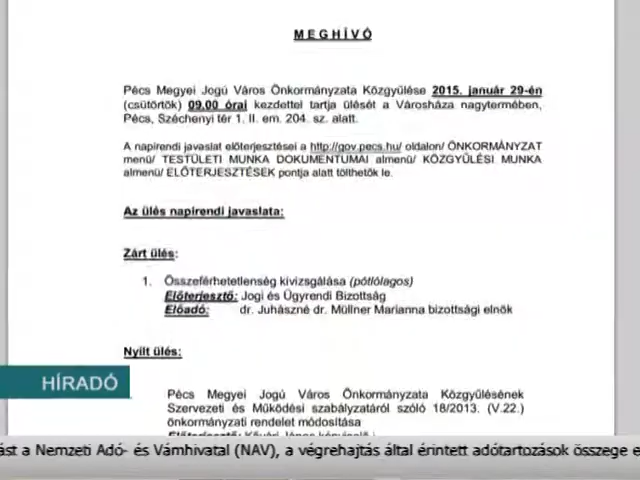 MEGHÍVÓ
Pécs Megyei Jogú Város Önkormányzata Közgyűlése 2015. január 29-én
(csütörtök) 09.00 órai kezdettel tartja ülését a Városháza nagytermében,
Pécs, Széchenyi tér 1. II. em. 204. sz. alatt.
A napirendi javaslat előterjesztései a http://gov.pecs.hu/ oldalon/ ÖNKORMÁNYZAT
menü/ TESTÜLETI MUNKA DOKUMENTUMAI almenü/ KÖZGYŰLÉSI MUNKA
almenü/ ELŐTERJESZTÉSEK pontja alatt tölthetők le.
Az ülés napirendi javaslata:
Zárt ülés:
1. Összeférhetetlenség kivizsgálása (pótlólagos)
Előterjesztő: Jogi és Ügyrendi Bizottság
Előadó: dr. Juhászné dr. Müllner Marianna bizottsági elnök
Nyílt ülés:
HÍRADÓ
Pécs Megyei Jogú Város Önkormányzata Közgyűlésének
Szervezeti és Működési szabályzatáról szóló 18/2013. (V.22.)
önkormányzati rendelet módosítása
Előterjesztő:
ást a Nemzeti Adó- és Vámhivatal (NAV), a végrehajtás által érintett adótartozások összege e